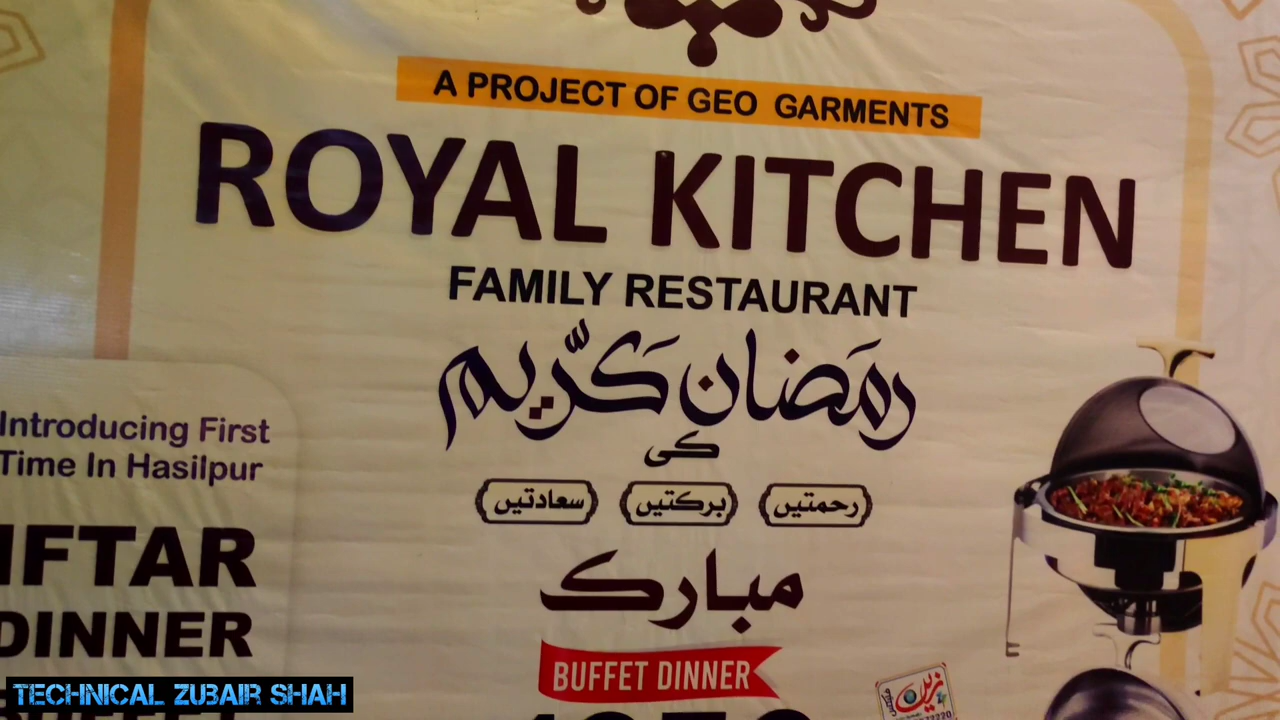 A PROJECT OF GEO GARMENTS
ROYAL KITCHEN
FAMILY RESTAURANT
رمضان کریم
کی
رحمتیں برکتیں سعادتیں
مبارک
BUFFET DINNER
Introducing First
Time In Hasilpur
IFTAR
DINNER
TECHNICAL ZUBAIR SHAH